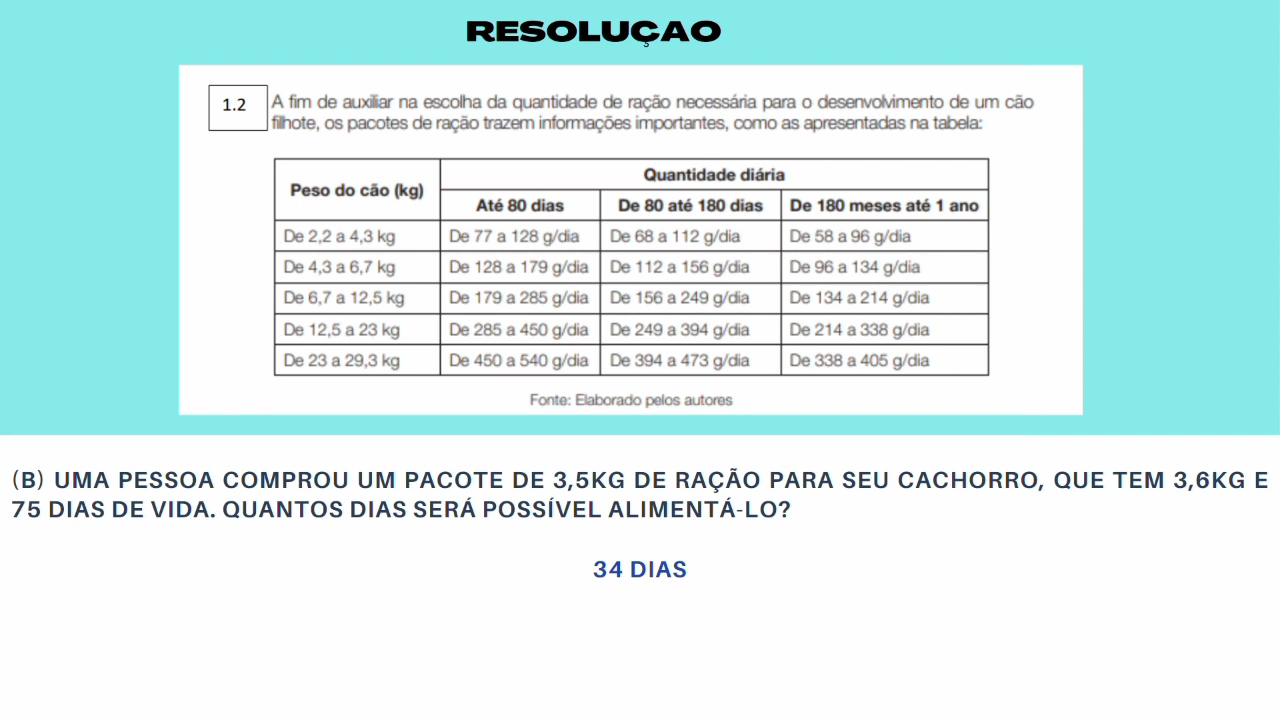 RESOLUÇAO
1.2
A fim de auxiliar na escolha da quantidade de ração necessária para o desenvolvimento de um cão
filhote, os pacotes de ração trazem informações importantes, como as apresentadas na tabela:
Peso do cão (kg)
Quantidade diária
Até 80 dias De 80 até 180 dias De 180 meses até 1 ano
De 2,2 a 4,3 kg De 77 a 128 g/dia De 68 a 112 g/dia De 58 a 96 g/dia
De 4,3 a 6,7 kg De 128 a 179 g/dia De 112 a 156 g/dia De 96 a 134 g/dia
De 6,7 a 12,5 kg De 179 a 285 g/dia De 156 a 249 g/dia De 134 a 214 g/dia
De 12,5 a 23 kg De 285 a 450 g/dia De 249 a 394 g/dia De 214 a 338 g/dia
De 23 a 29,3 kg De 450 a 540 g/dia De 394 a 473 g/dia De 338 a 405 g/dia
Fonte: Elaborado pelos autores
(B) UMA PESSOA COMPROU UM PACOTE DE 3,5KG DE RAÇÃO PARA SEU CACHORRO, QUE TEM 3,6KG E
75 DIAS DE VIDA. QUANTOS DIAS SERÁ POSSÍVEL ALIMENTÁ-LO?
34 DIAS